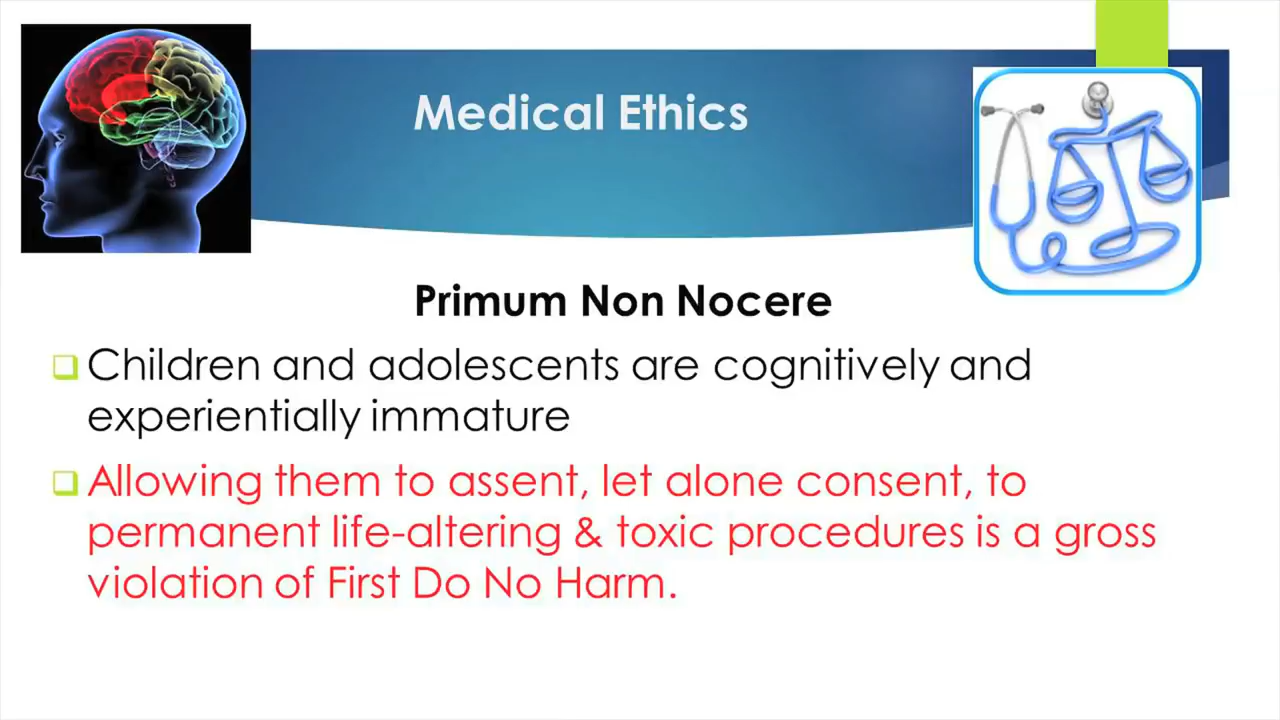 Medical Ethics
Primum Non Nocere
Children and adolescents are cognitively and
experientially immature
Allowing them to assent, let alone consent, to
permanent life-altering & toxic procedures is a gross
violation of First Do No Harm.